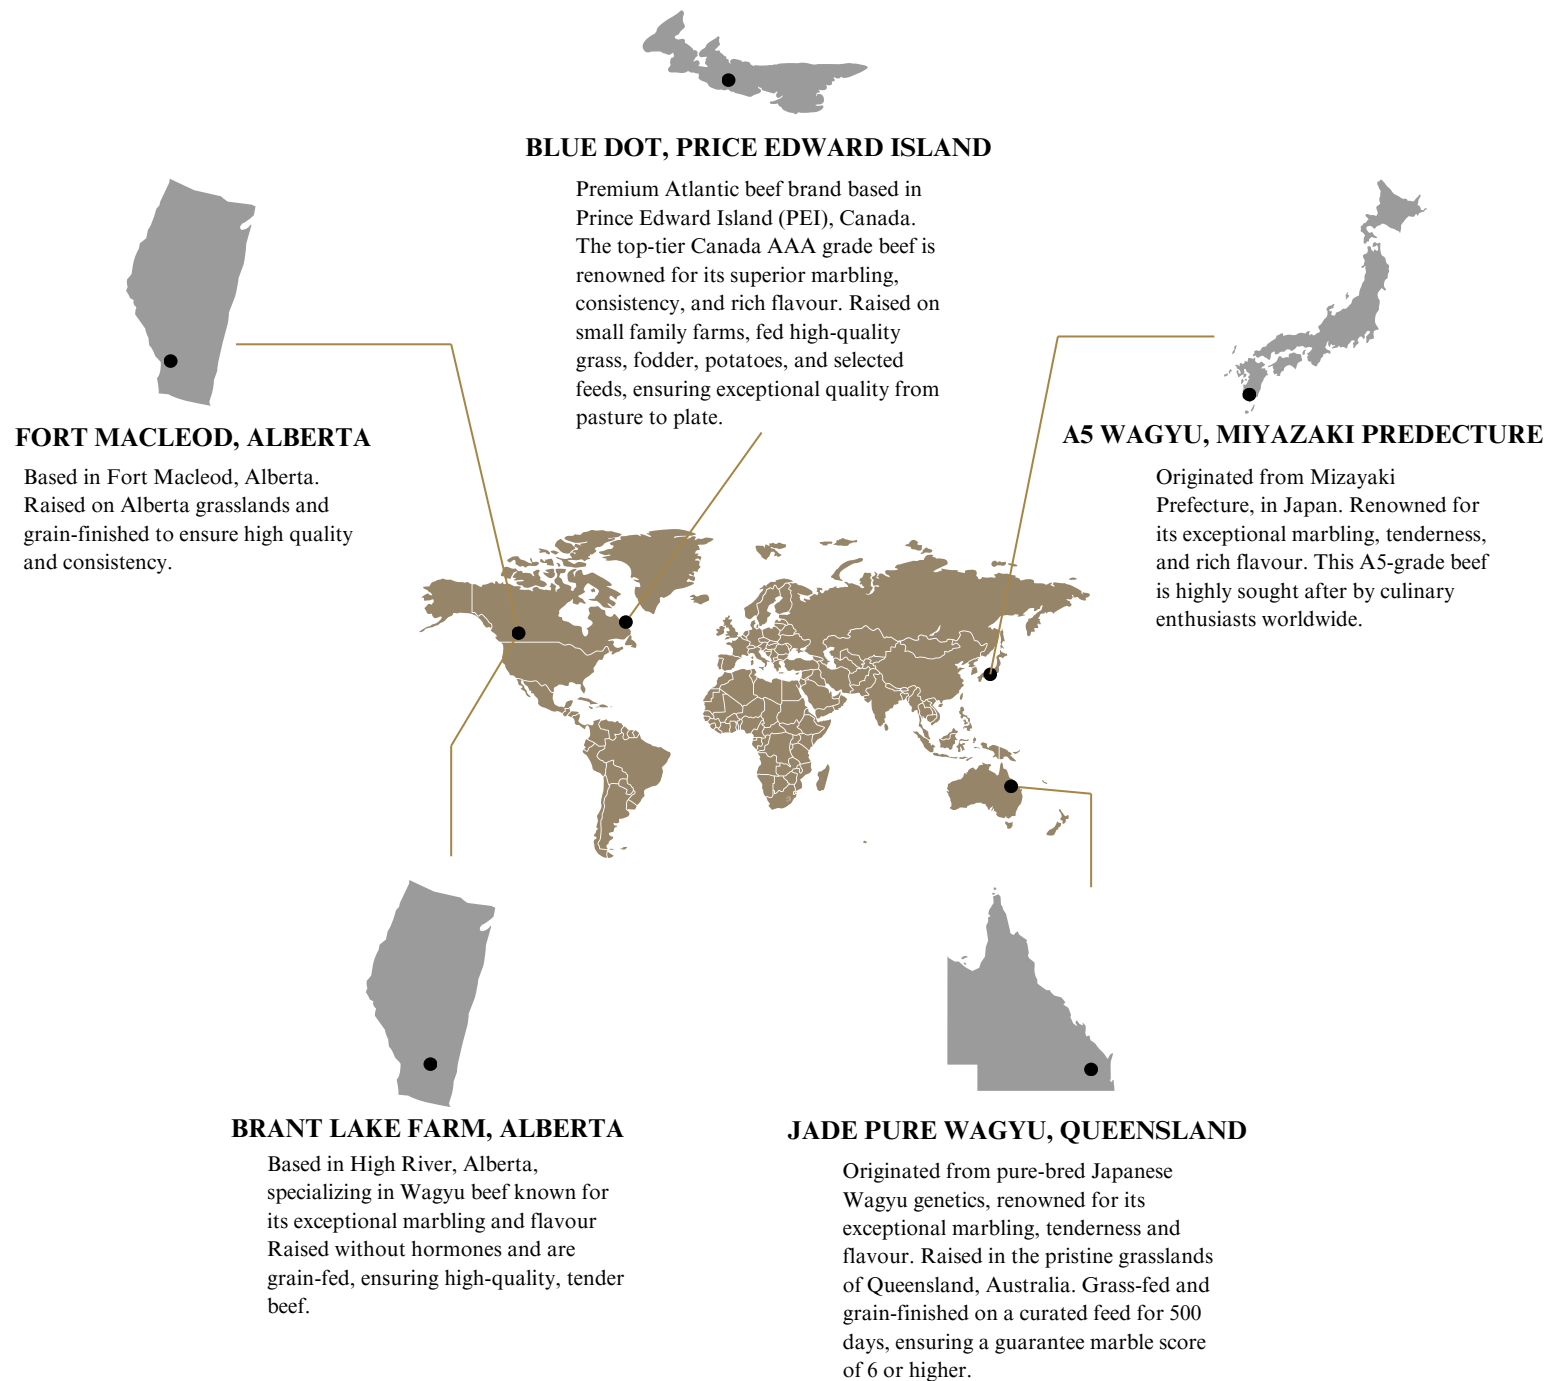 BLUE DOT, PRICE EDWARD ISLAND
Premium Atlantic beef brand based in
Prince Edward Island (PEI), Canada.
The top-tier Canada AAA grade beef is
renowned for its superior marbling,
consistency, and rich flavour. Raised on
small family farms, fed high-quality
grass, fodder, potatoes, and selected
feeds, ensuring exceptional quality from
pasture to plate.
FORT MACLEOD, ALBERTA
Based in Fort Macleod, Alberta.
Raised on Alberta grasslands and
grain-finished to ensure high quality
and consistency.
A5 WAGYU, MIYAZAKI PREDECTURE
Originated from Mizayaki
Prefecture, in Japan. Renowned for
its exceptional marbling, tenderness,
and rich flavour. This A5-grade beef
is highly sought after by culinary
enthusiasts worldwide.
BRANT LAKE FARM, ALBERTA
Based in High River, Alberta,
specializing in Wagyu beef known for
its exceptional marbling and flavour
Raised without hormones and are
grain-fed, ensuring high-quality, tender
beef.
JADE PURE WAGYU, QUEENSLAND
Originated from pure-bred Japanese
Wagyu genetics, renowned for its
exceptional marbling, tenderness and
flavour. Raised in the pristine grasslands
of Queensland, Australia. Grass-fed and
grain-finished on a curated feed for 500
days, ensuring a guarantee marble score
of 6 or higher.